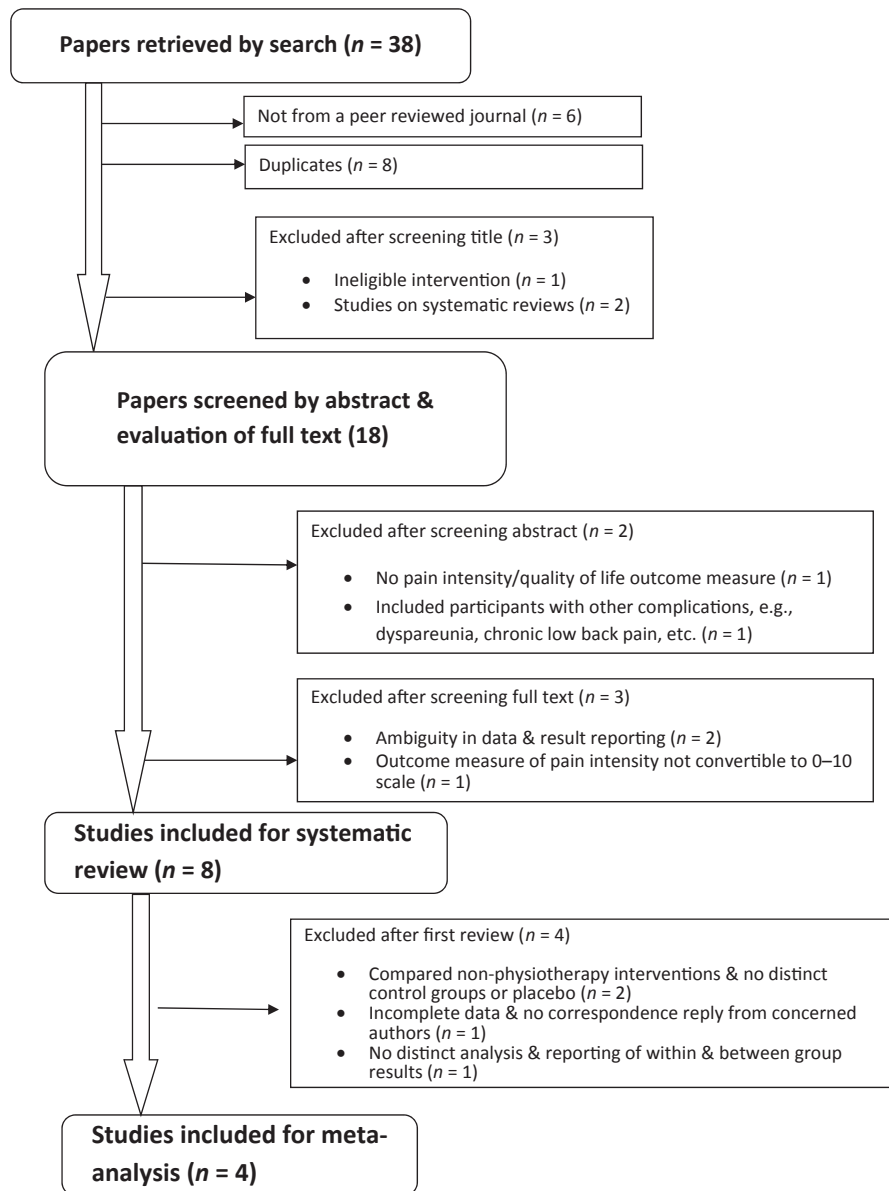 Papers retrieved by search (n = 38)
Not from a peer reviewed journal (n = 6)
Duplicates (n = 8)
Excluded after screening title (n = 3)
• Ineligible intervention (n = 1)
• Studies on systematic reviews (n = 2)
Papers screened by abstract &
evaluation of full text (18)
Excluded after screening abstract (n = 2)
• No pain intensity/quality of life outcome measure (n = 1)
• Included participants with other complications, e.g.,
dyspareunia, chronic low back pain, etc. (n = 1)
Excluded after screening full text (n = 3)
• Ambiguity in data & result reporting (n = 2)
• Outcome measure of pain intensity not convertible to 0–10
scale (n = 1)
Studies included for systematic
review (n = 8)
Excluded after first review (n = 4)
• Compared non-physiotherapy interventions & no distinct
control groups or placebo (n = 2)
• Incomplete data & no correspondence reply from concerned
authors (n = 1)
• No distinct analysis & reporting of within & between group
results (n = 1)
Studies included for meta-
analysis (n = 4)